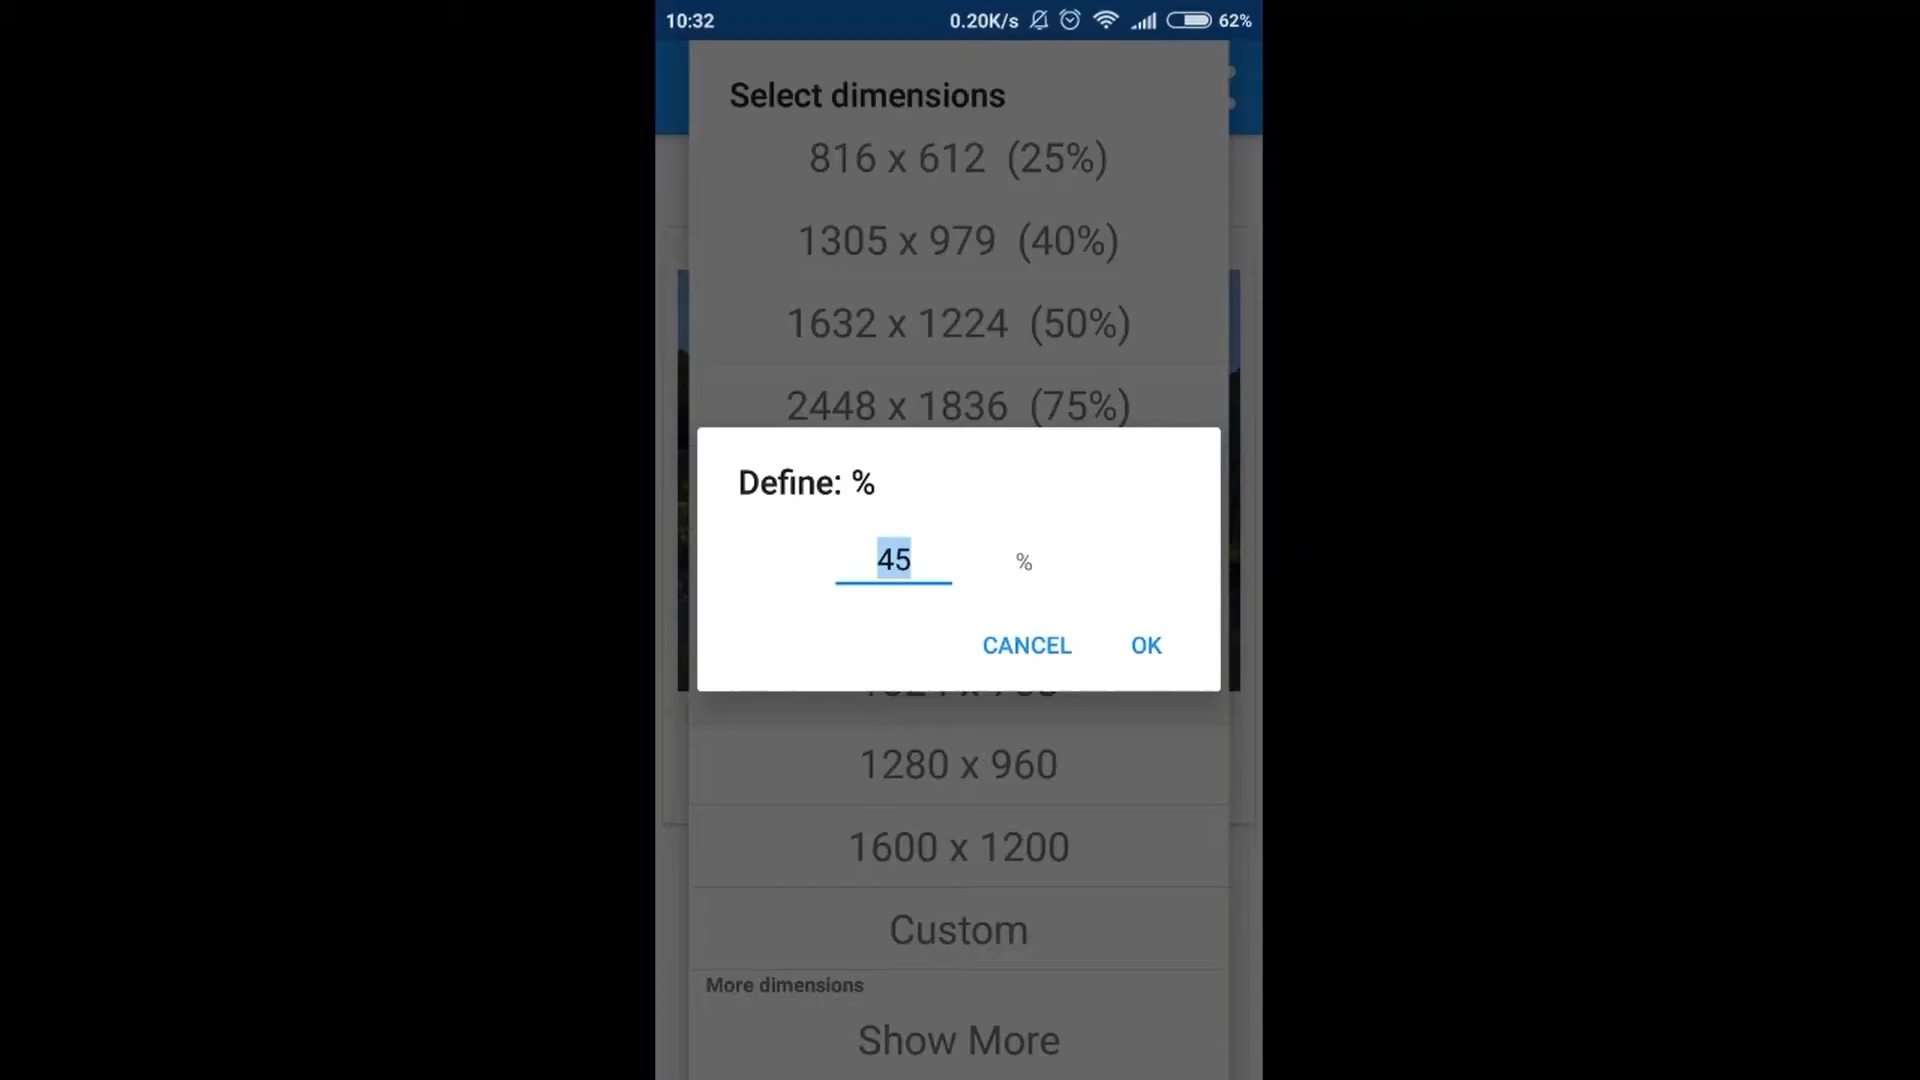 10:32 0.20K/s 62%
Select dimensions
816 x 612 (25%)
1305 x 979 (40%)
1632 x 1224 (50%)
2448 x 1836 (75%)
Define: %
45 %
CANCEL OK
1280 x 960
1600 x 1200
Custom
More dimensions
Show More